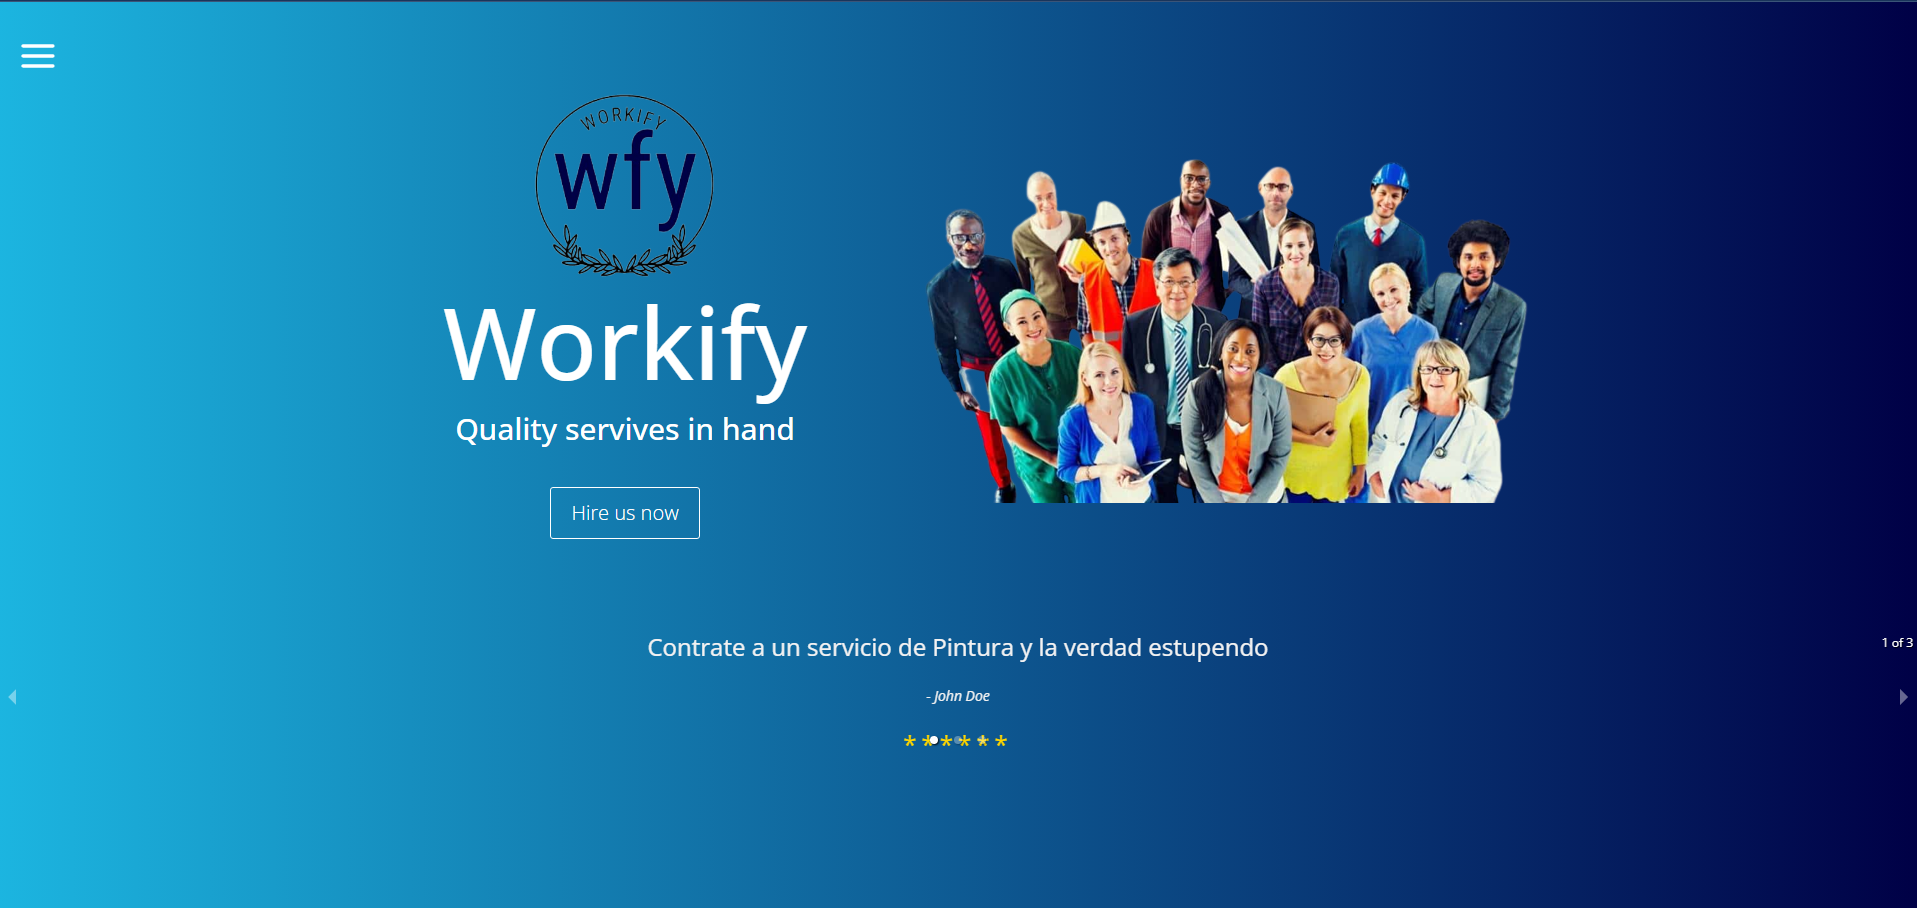 WORKIFY
wfy
Workify
Quality servives in hand
Hire us now
Contrate a un servicio de Pintura y la verdad estupendo
1 of 3
- John Doe
* * * * * *